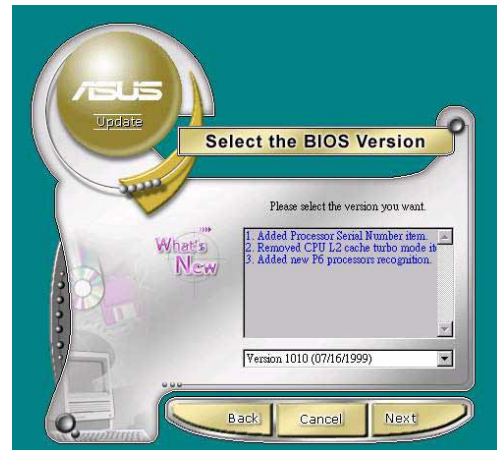 ASUS
Update
Select the BIOS Version
Please select the version you want.
What's
New
1. Added Processor Serial Number item.
2. Removed CPU L2 cache turbo mode it
3. Added new P6 processors recognition.
Version 1010 (07/16/1999)
Back
Cancel
Next